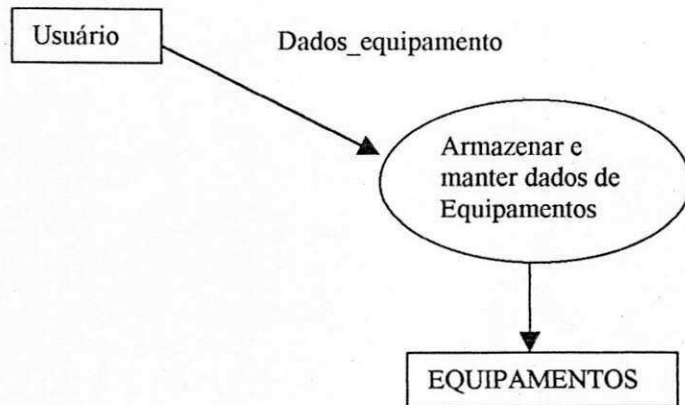 Usuário
Dados_equipamento
Armazenar e
manter dados de
Equipamentos
EQUIPAMENTOS